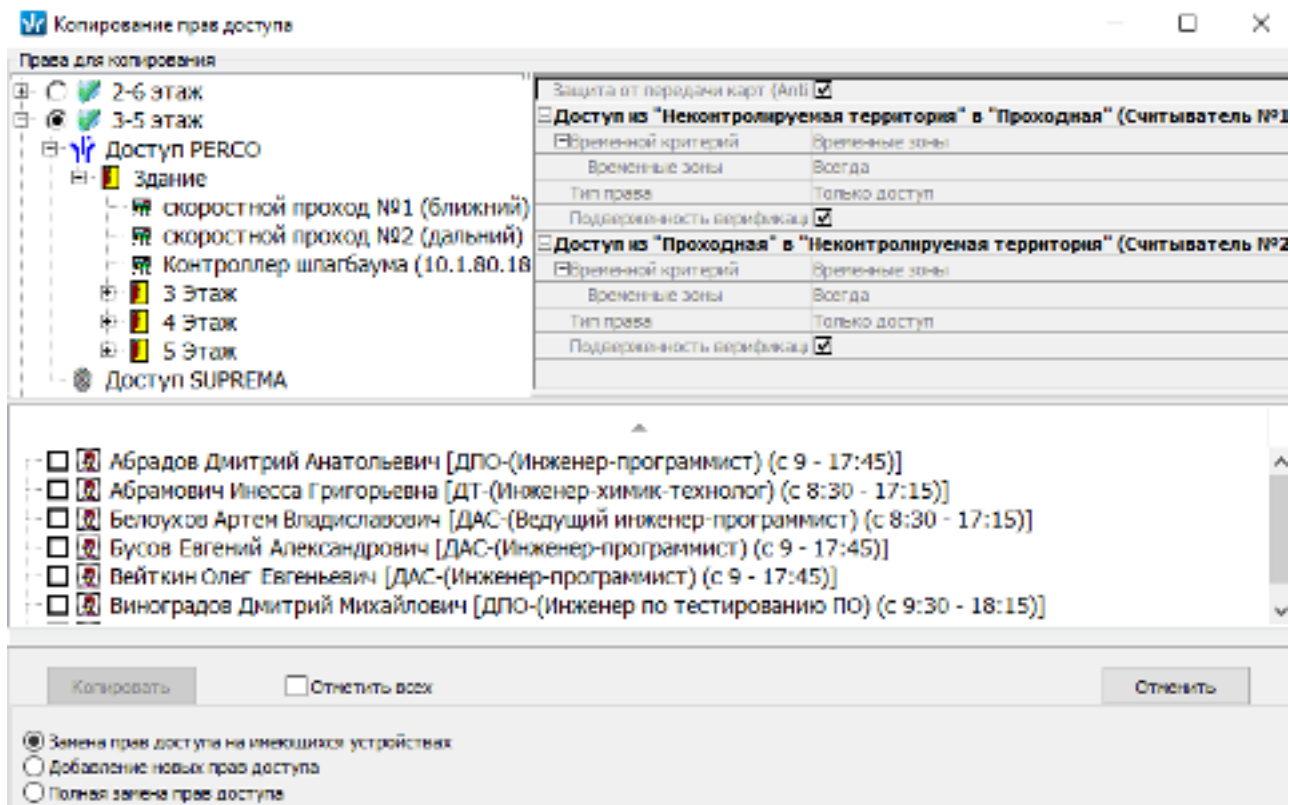 Копирование прав доступа
Права для копирования
2-6 этаж
3-5 этаж
Доступ PERCO
Здание
скоростной проход №1 (ближний)
скоростной проход №2 (дальний)
Контроллер шлагбаума (10.1.80.18
3 Этаж
4 Этаж
5 Этаж
Доступ SUPREMA
Защита от передачи карт (Anti
Доступ из "Неконтролируемая территория" в "Проходная" (Считыватель №1
Временной критерий Временные зоны
Временные зоны Всегда
Тип права Только доступ
Подверженность верификац
Доступ из "Проходная" в "Неконтролируемая территория" (Считыватель №2
Временной критерий Временные зоны
Временные зоны Всегда
Тип права Только доступ
Подверженность верификац
Абрадов Дмитрий Анатольевич [ДПО-(Инженер-программист) (с 9 - 17:45)]
Абрамович Инесса Григорьевна [ДТ-(Инженер-химик-технолог) (с 8:30 - 17:15)]
Белоухов Артем Владиславович [ДАС-(Ведущий инженер-программист) (с 8:30 - 17:15)]
Бусов Евгений Александрович [ДАС-(Инженер-программист) (с 9 - 17:45)]
Вейткин Олег Евгеньевич [ДАС-(Инженер-программист) (с 9 - 17:45)]
Виноградов Дмитрий Михайлович [ДПО-(Инженер по тестированию ПО) (с 9:30 - 18:15)]
Копировать
Отметить всех
Отменить
Замена прав доступа на имеющихся устройствах
Добавление новых прав доступа
Полная замена прав доступа